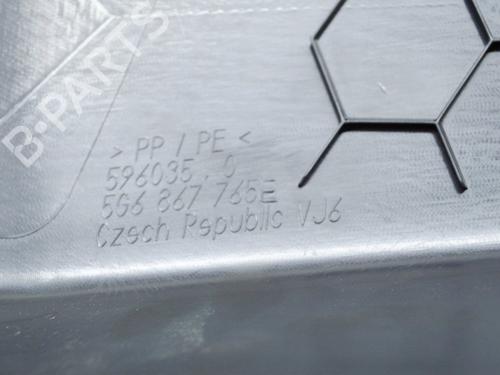 B-PARTS
> PP / PE <
596035.0
5G6 867 765E
Czech Republic VJ6